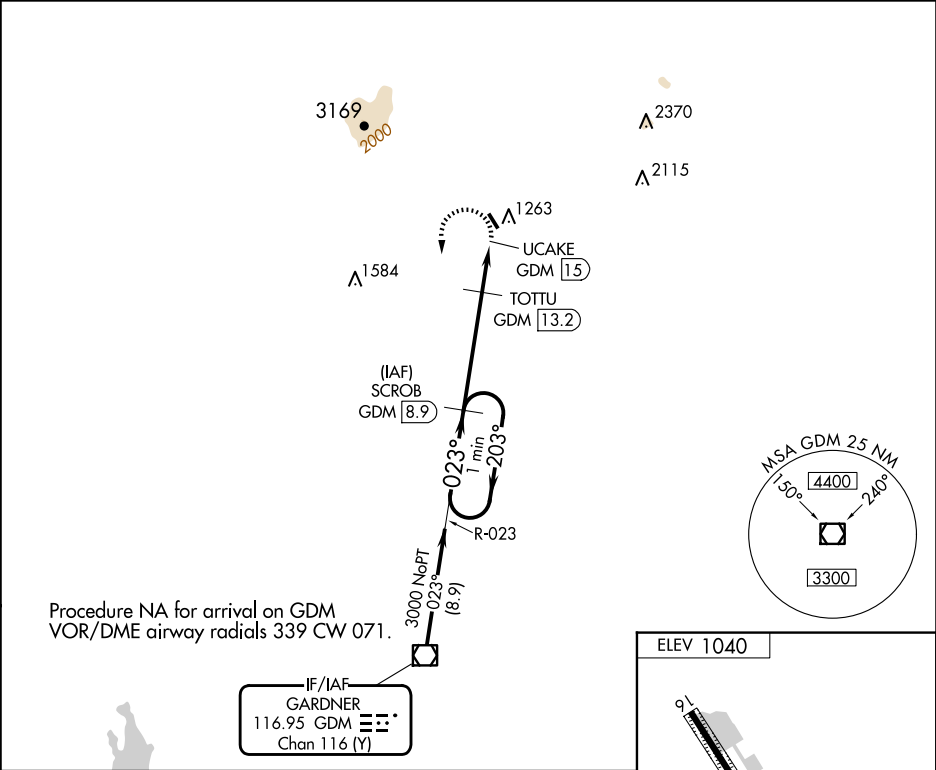 3169
2000
2370
2115
1263
UCAKE
GDM 15
1584
TOTTU
GDM 13.2
(IAF)
SCROB
GDM 8.9
023°
1 min
203°
R-023
3000 NoPT
023°
(8.9)
MSA GDM 25 NM
150°
4400
240°
3300
Procedure NA for arrival on GDM
VOR/DME airway radials 339 CW 071.
IF/IAF
GARDNER
116.95 GDM
Chan 116 (Y)
ELEV 1040
16